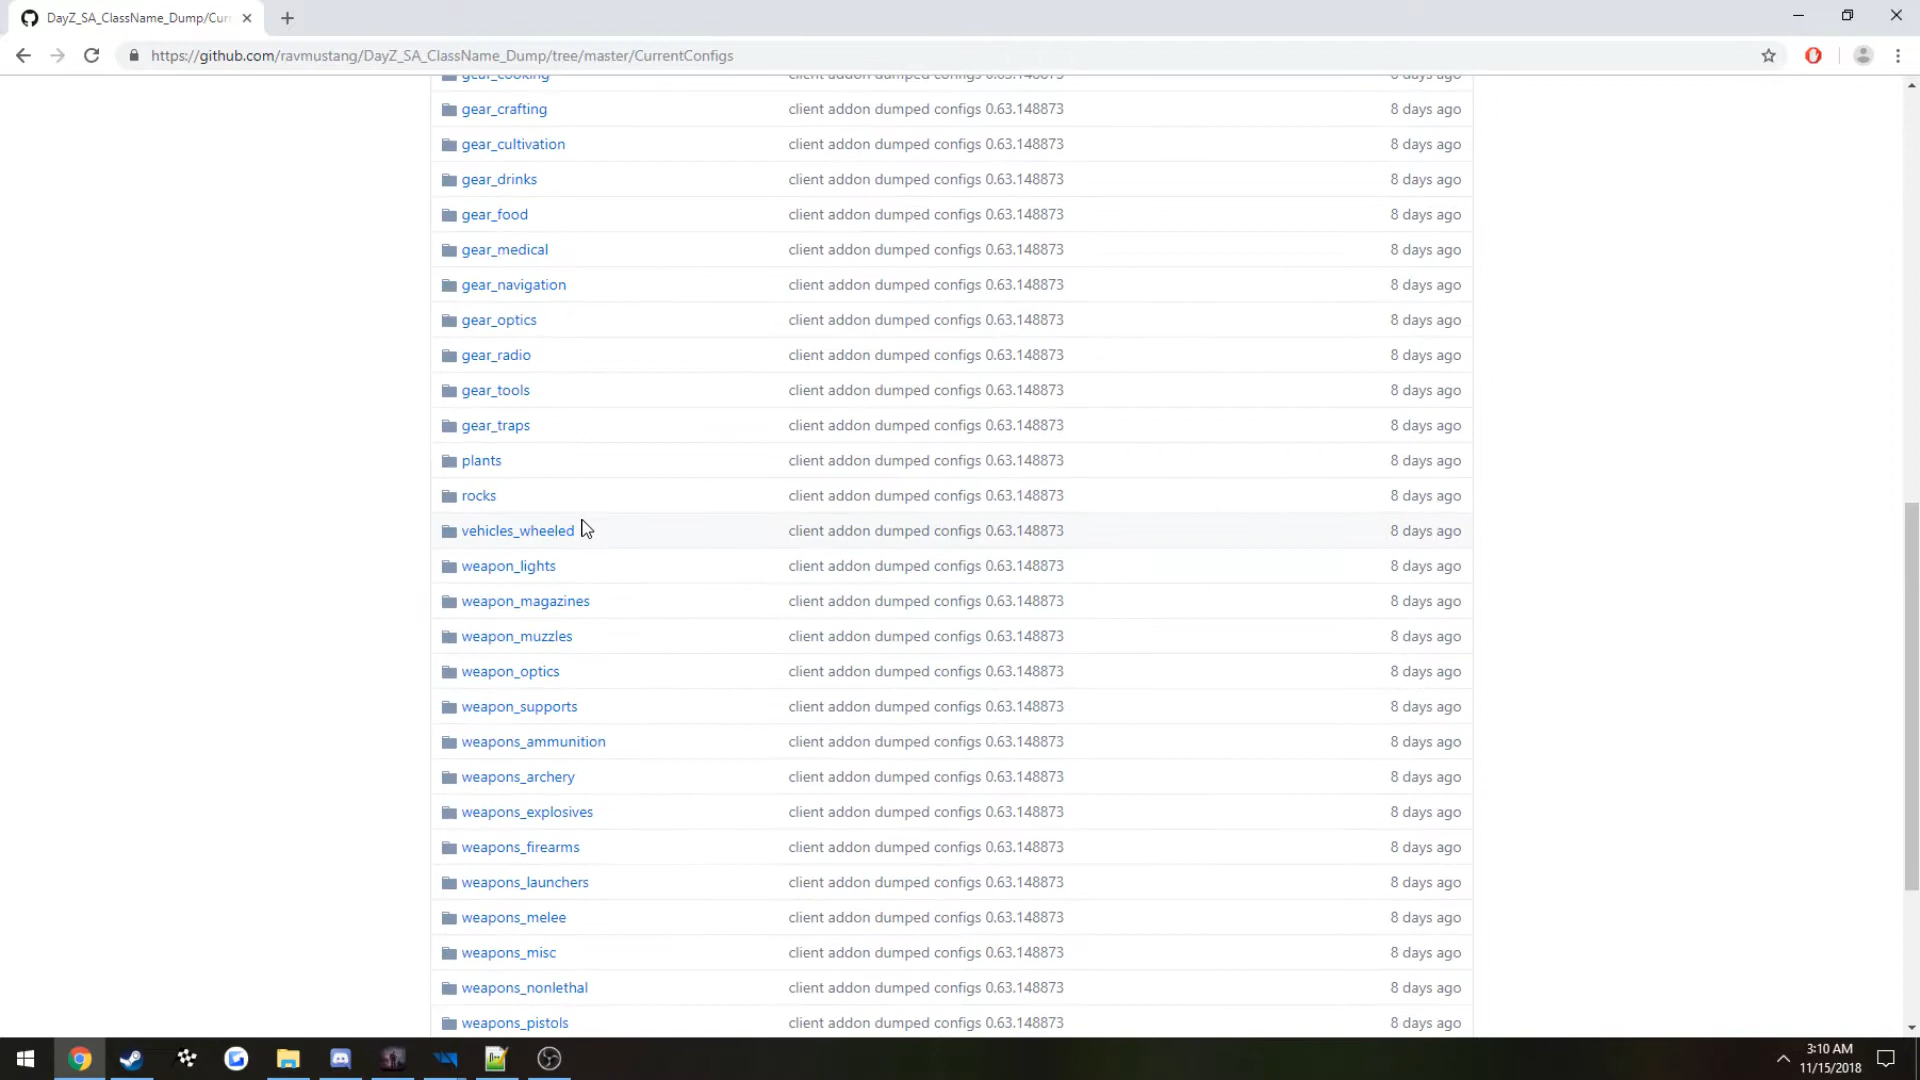 DayZ_SA_ClassName_Dump/Curr
https://github.com/ravmustang/DayZ_SA_ClassName_Dump/tree/master/CurrentConfigs
gear_cooking client addon dumped configs 0.63.148873 8 days ago
gear_crafting client addon dumped configs 0.63.148873 8 days ago
gear_cultivation client addon dumped configs 0.63.148873 8 days ago
gear_drinks client addon dumped configs 0.63.148873 8 days ago
gear_food client addon dumped configs 0.63.148873 8 days ago
gear_medical client addon dumped configs 0.63.148873 8 days ago
gear_navigation client addon dumped configs 0.63.148873 8 days ago
gear_optics client addon dumped configs 0.63.148873 8 days ago
gear_radio client addon dumped configs 0.63.148873 8 days ago
gear_tools client addon dumped configs 0.63.148873 8 days ago
gear_traps client addon dumped configs 0.63.148873 8 days ago
plants client addon dumped configs 0.63.148873 8 days ago
rocks client addon dumped configs 0.63.148873 8 days ago
vehicles_wheeled client addon dumped configs 0.63.148873 8 days ago
weapon_lights client addon dumped configs 0.63.148873 8 days ago
weapon_magazines client addon dumped configs 0.63.148873 8 days ago
weapon_muzzles client addon dumped configs 0.63.148873 8 days ago
weapon_optics client addon dumped configs 0.63.148873 8 days ago
weapon_supports client addon dumped configs 0.63.148873 8 days ago
weapons_ammunition client addon dumped configs 0.63.148873 8 days ago
weapons_archery client addon dumped configs 0.63.148873 8 days ago
weapons_explosives client addon dumped configs 0.63.148873 8 days ago
weapons_firearms client addon dumped configs 0.63.148873 8 days ago
weapons_launchers client addon dumped configs 0.63.148873 8 days ago
weapons_melee client addon dumped configs 0.63.148873 8 days ago
weapons_misc client addon dumped configs 0.63.148873 8 days ago
weapons_nonlethal client addon dumped configs 0.63.148873 8 days ago
weapons_pistols client addon dumped configs 0.63.148873 8 days ago
3:10 AM
11/15/2018